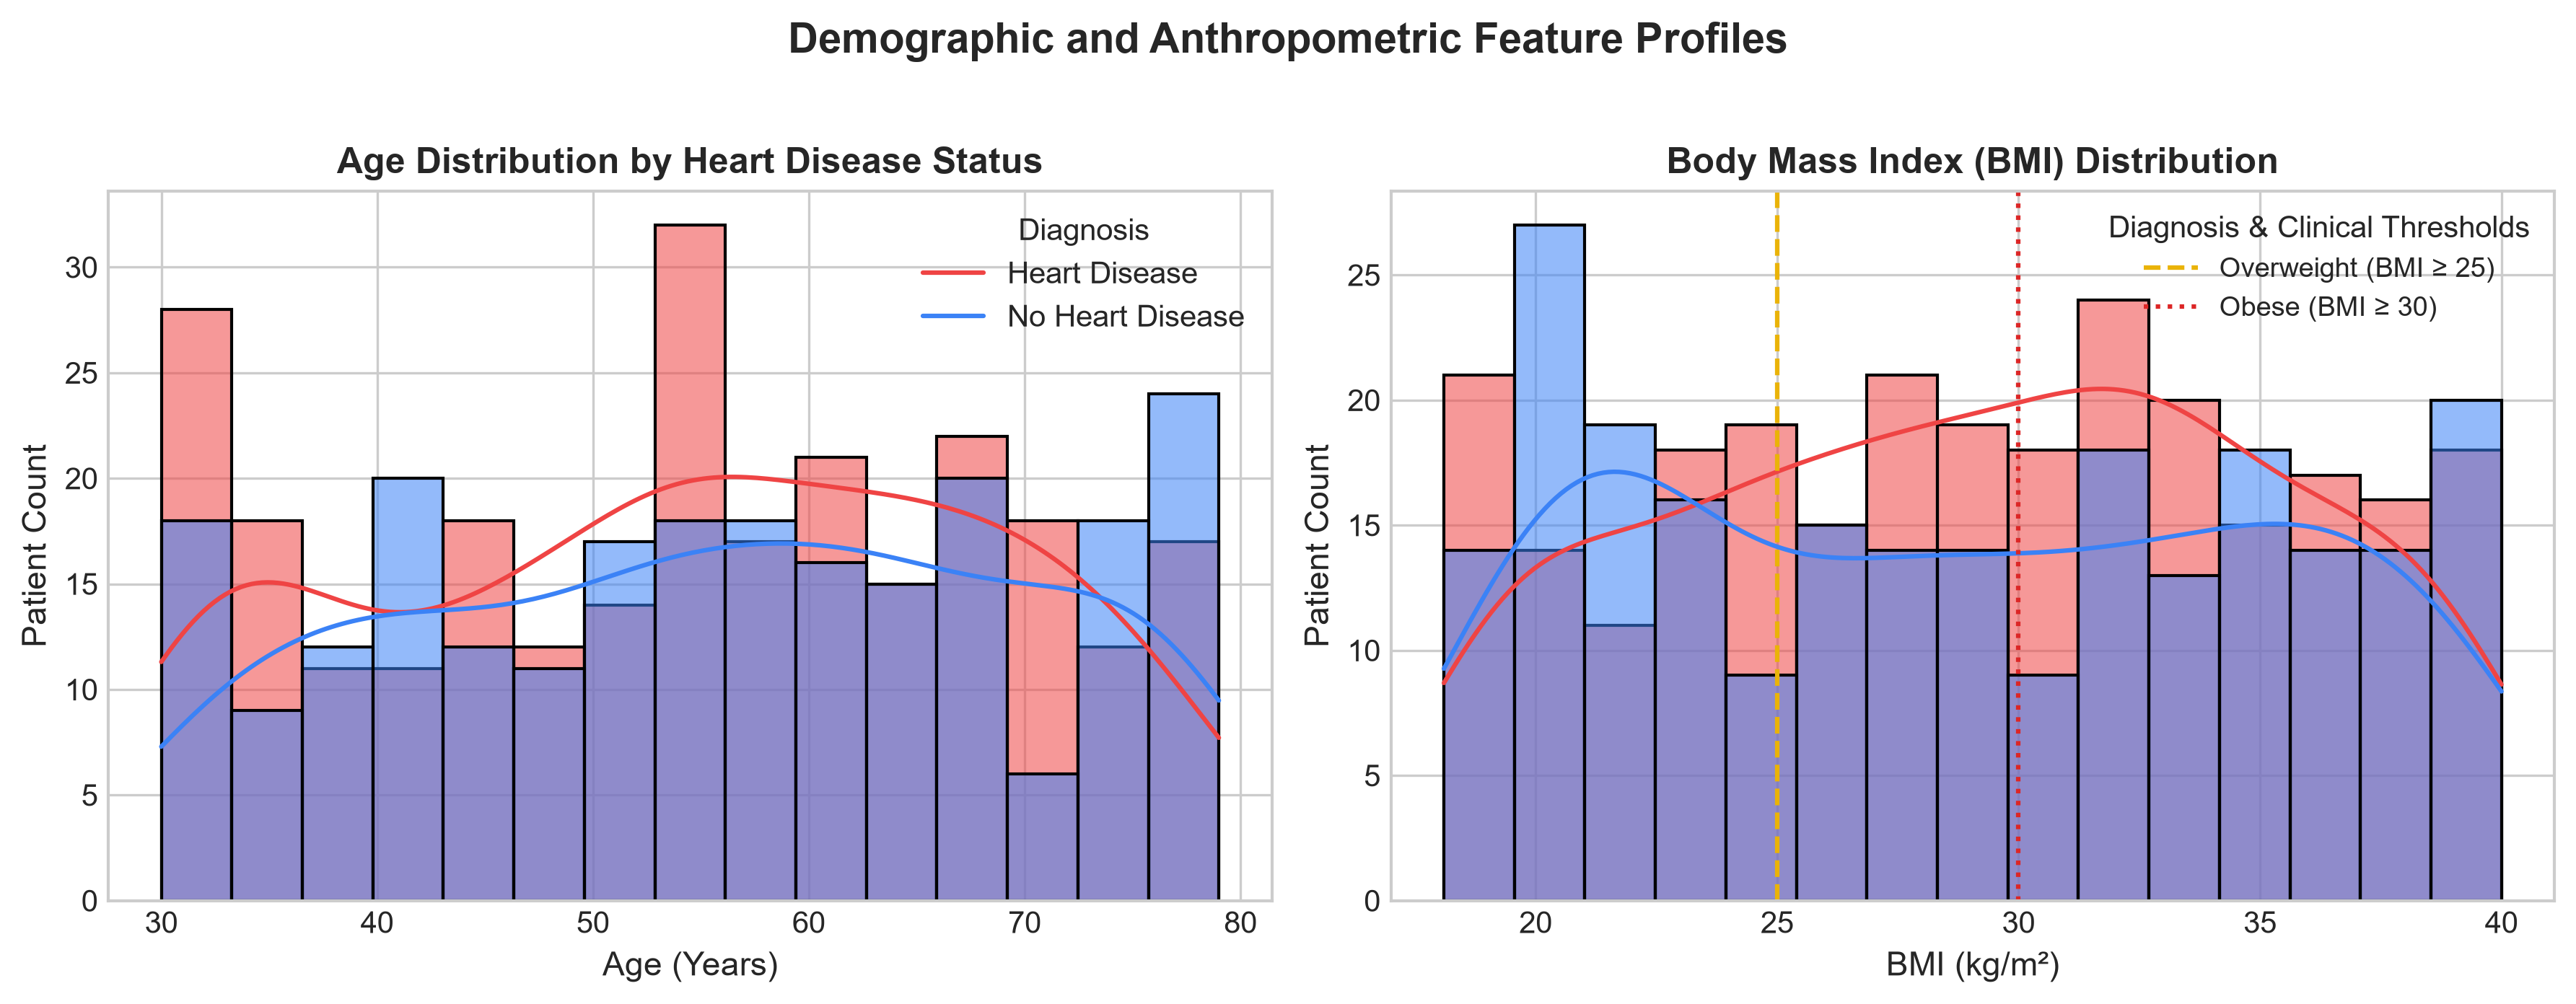 Demographic and Anthropometric Feature Profiles
Age Distribution by Heart Disease Status
Patient Count
30
25
20
15
10
5
0
Diagnosis
Heart Disease
No Heart Disease
30 40 50 60 70 80
Age (Years)
Body Mass Index (BMI) Distribution
Patient Count
25
20
15
10
5
0
Diagnosis & Clinical Thresholds
Overweight (BMI ≥ 25)
Obese (BMI ≥ 30)
20 25 30 35 40
BMI (kg/m²)